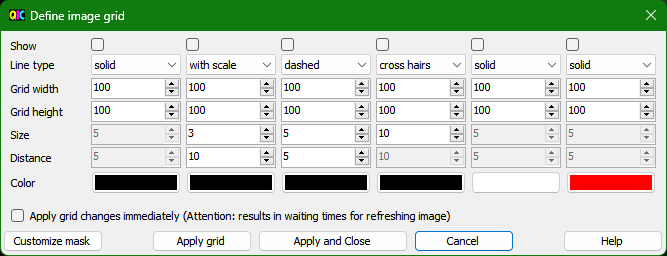 QIC Define image grid
Show
Line type solid with scale dashed cross hairs solid solid
Grid width 100 100 100 100 100 100
Grid height 100 100 100 100 100 100
Size 5 3 5 10 5 5
Distance 5 10 5 10 5 5
Color
Apply grid changes immediately (Attention: results in waiting times for refreshing image)
Customize mask Apply grid Apply and Close Cancel Help